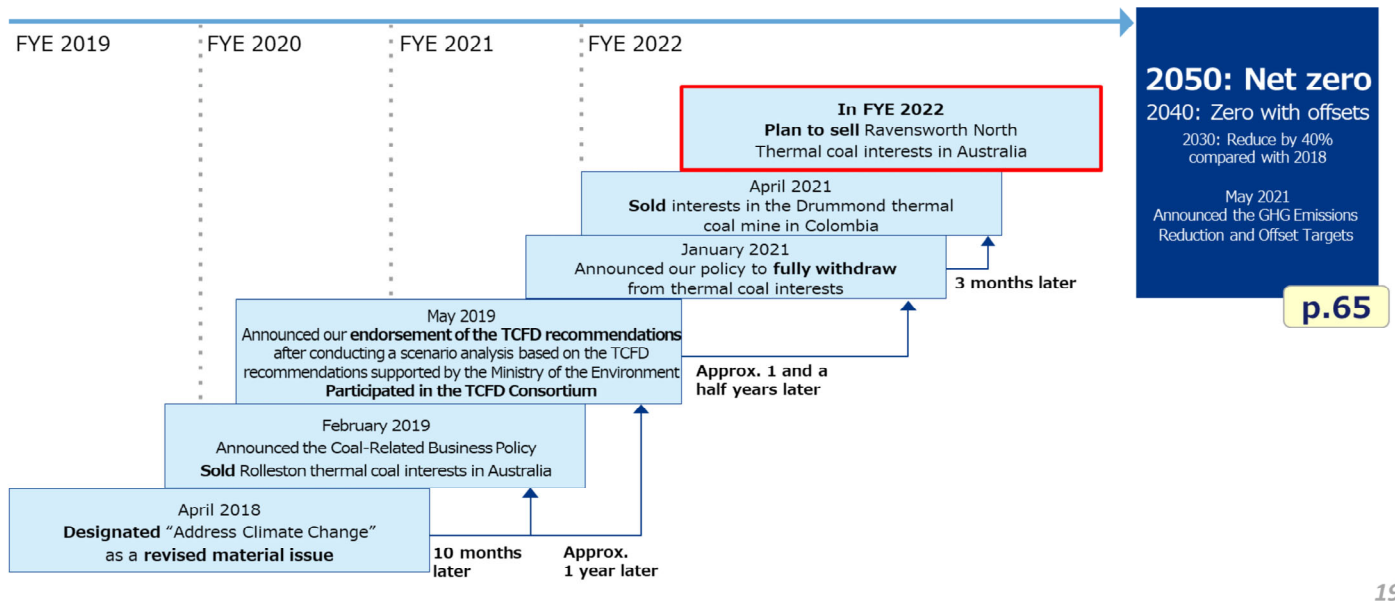 FYE 2019
FYE 2020
FYE 2021
FYE 2022
In FYE 2022
Plan to sell Ravensworth North
Thermal coal interests in Australia
April 2021
Sold interests in the Drummond thermal
coal mine in Colombia
January 2021
Announced our policy to fully withdraw
from thermal coal interests
3 months later
May 2019
Announced our endorsement of the TCFD recommendations
after conducting a scenario analysis based on the TCFD
recommendations supported by the Ministry of the Environment
Participated in the TCFD Consortium
Approx. 1 and a
half years later
February 2019
Announced the Coal-Related Business Policy
Sold Rolleston thermal coal interests in Australia
April 2018
Designated “Address Climate Change”
as a revised material issue
10 months
later
Approx.
1 year later
2050: Net zero
2040: Zero with offsets
2030: Reduce by 40%
compared with 2018
May 2021
Announced the GHG Emissions
Reduction and Offset Targets
p.65
19